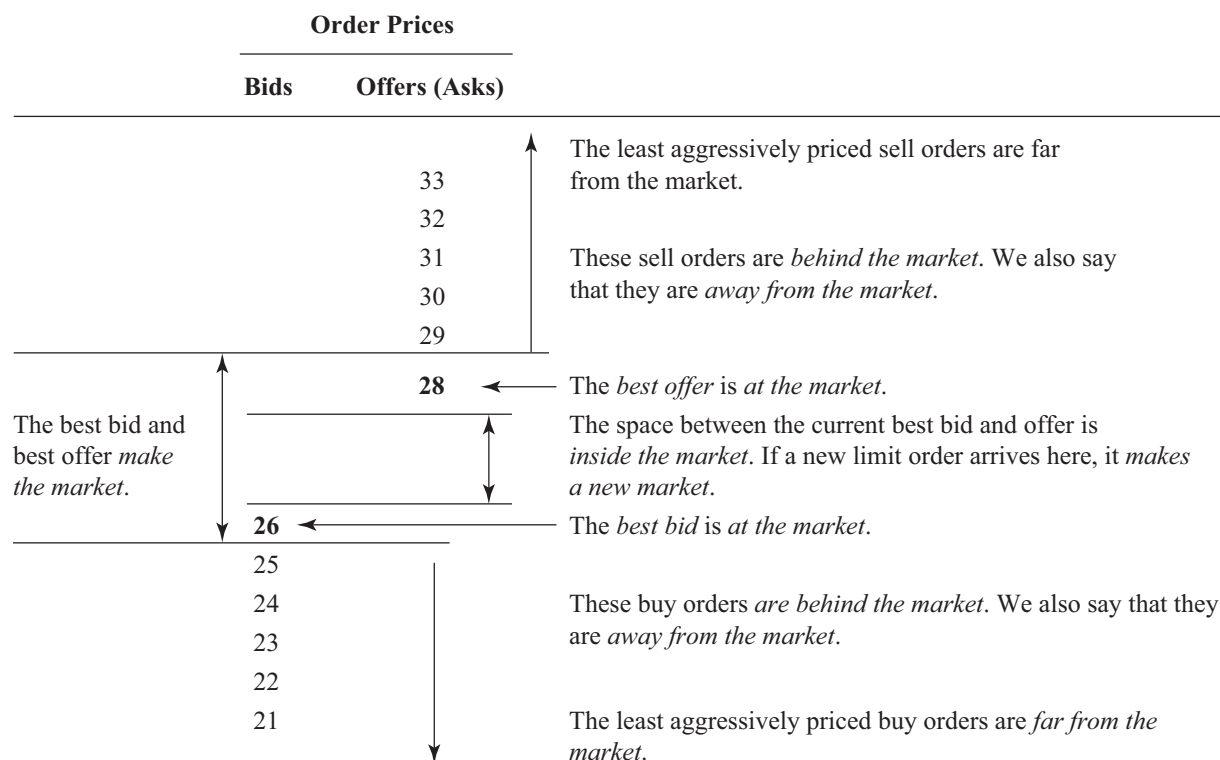 Order Prices
Bids Offers (Asks)
The least aggressively priced sell orders are far
from the market.
33
32
31
These sell orders are behind the market. We also say
that they are away from the market.
30
29
28
The best offer is at the market.
The best bid and
best offer make
the market.
The space between the current best bid and offer is
inside the market. If a new limit order arrives here, it makes
a new market.
26
The best bid is at the market.
25
24
These buy orders are behind the market. We also say that they
are away from the market.
23
22
21
The least aggressively priced buy orders are far from the
market.